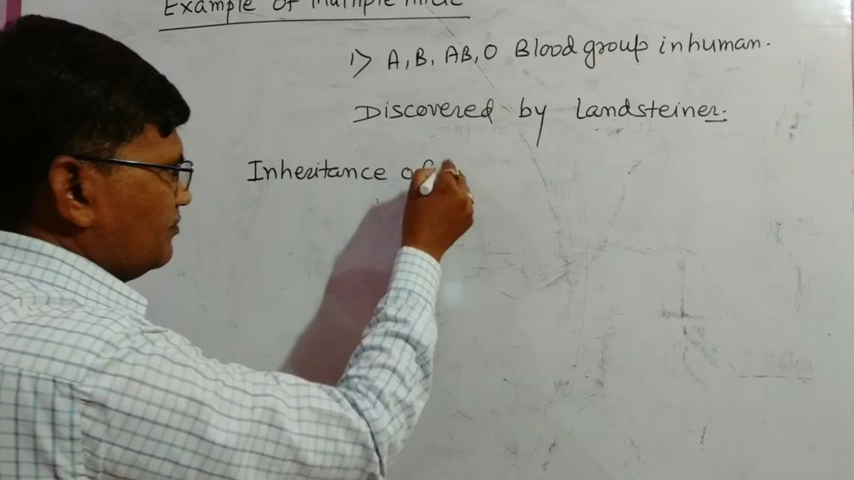 Example of Multiple Allele
1) A, B, AB, O Blood group in human.
Discovered by Landsteiner.
Inheritance of